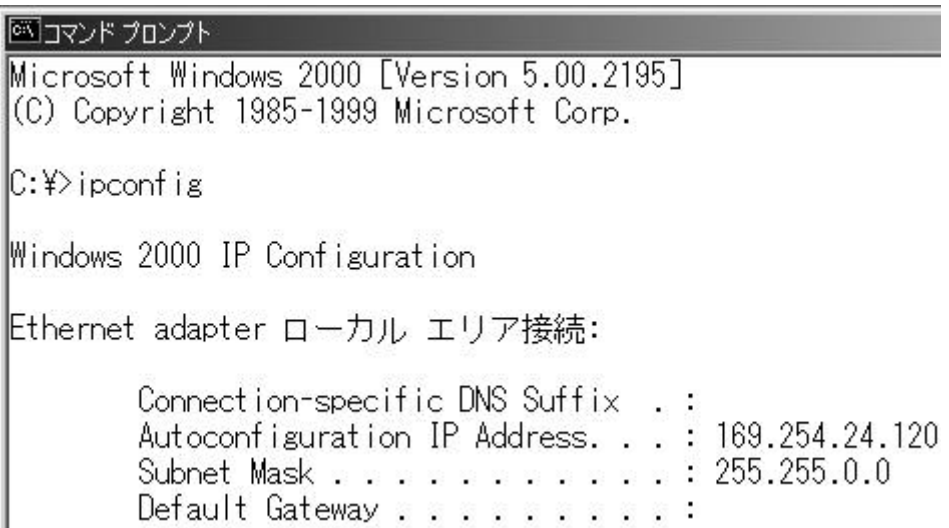 コマンド プロンプト
Microsoft Windows 2000 [Version 5.00.2195]
(C) Copyright 1985-1999 Microsoft Corp.
C:¥>ipconfig
Windows 2000 IP Configuration
Ethernet adapter ローカル エリア接続:
Connection-specific DNS Suffix . :
Autoconfiguration IP Address. . . : 169.254.24.120
Subnet Mask . . . . . . . . . . . : 255.255.0.0
Default Gateway . . . . . . . . . :